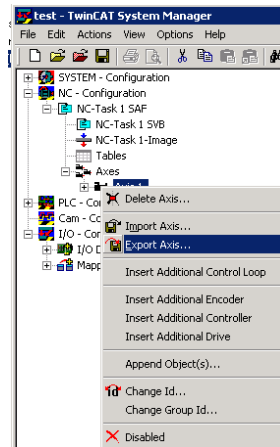 test - TwinCAT System Manager
File Edit Actions View Options Help
SYSTEM - Configuration
NC - Configuration
NC-Task 1 SAF
NC-Task 1 SVB
NC-Task 1-Image
Tables
Axes
PLC - Co
Cam - Co
I/O - Con
I/O D
Mapp
Delete Axis...
Import Axis...
Export Axis...
Insert Additional Control Loop
Insert Additional Encoder
Insert Additional Controller
Insert Additional Drive
Append Object(s)...
Change Id...
Change Group Id...
Disabled